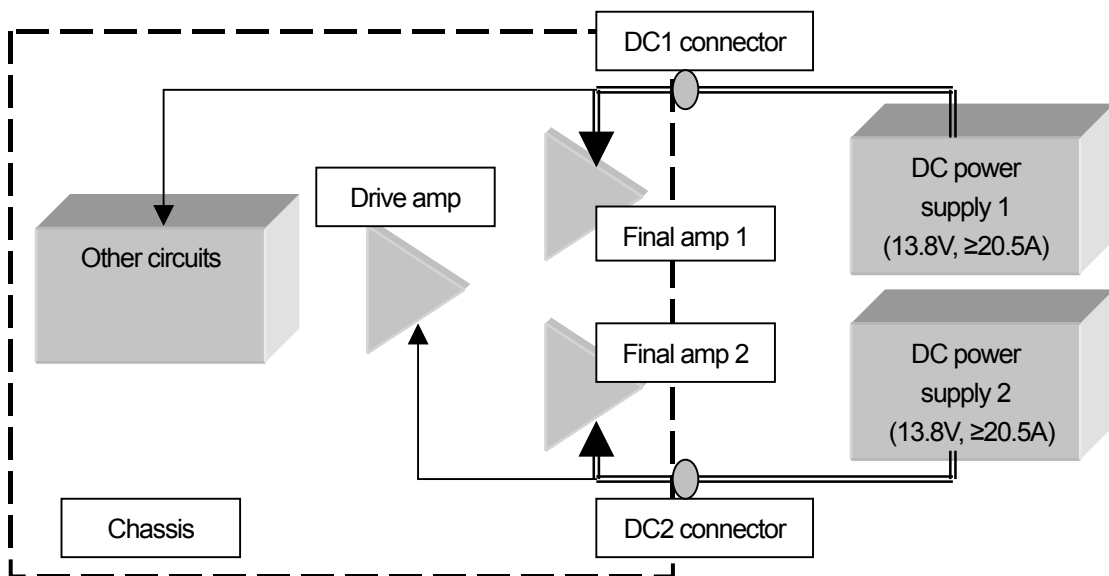 DC1 connector
DC power
supply 1
(13.8V, ≥20.5A)
Drive amp
Final amp 1
Other circuits
Final amp 2
DC power
supply 2
(13.8V, ≥20.5A)
Chassis
DC2 connector